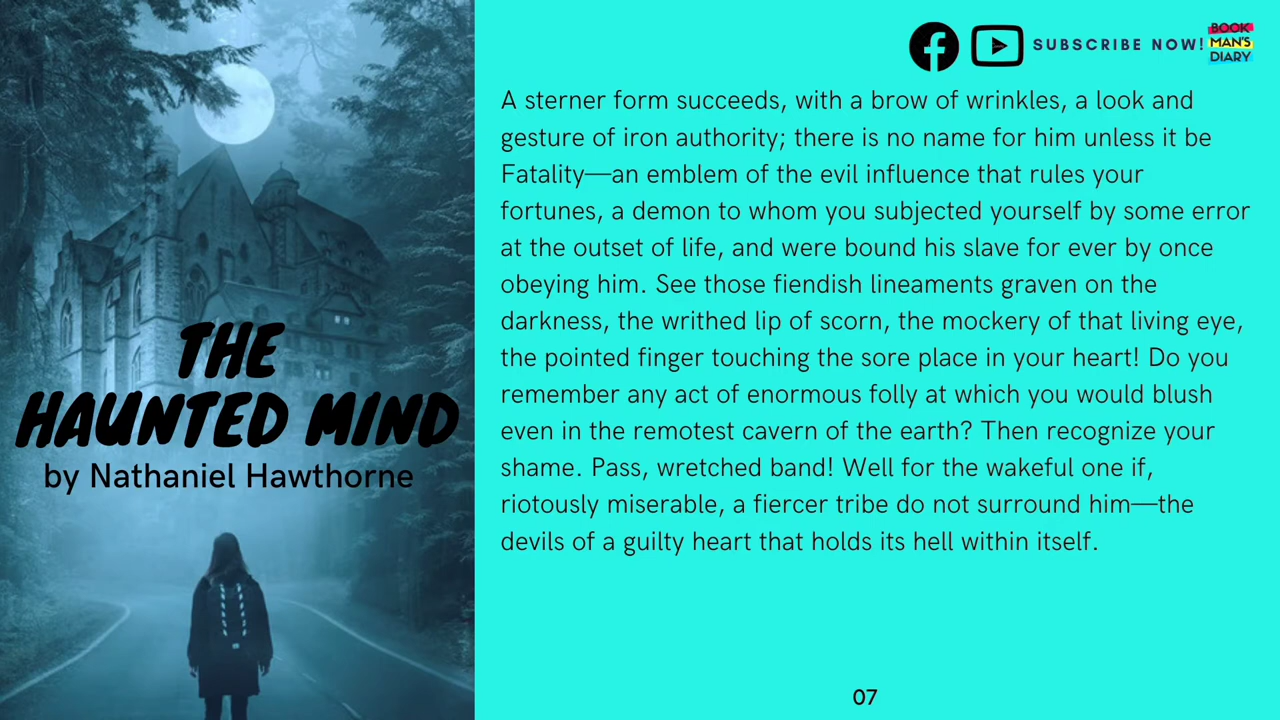 SUBSCRIBE NOW!
BOOK
MAN'S
DIARY
A sterner form succeeds, with a brow of wrinkles, a look and
gesture of iron authority; there is no name for him unless it be
Fatality—an emblem of the evil influence that rules your
fortunes, a demon to whom you subjected yourself by some error
at the outset of life, and were bound his slave for ever by once
obeying him. See those fiendish lineaments graven on the
darkness, the writhed lip of scorn, the mockery of that living eye,
the pointed finger touching the sore place in your heart! Do you
remember any act of enormous folly at which you would blush
even in the remotest cavern of the earth? Then recognize your
shame. Pass, wretched band! Well for the wakeful one if,
riotously miserable, a fiercer tribe do not surround him—the
devils of a guilty heart that holds its hell within itself.
THE
HAUNTED MIND
by Nathaniel Hawthorne
07